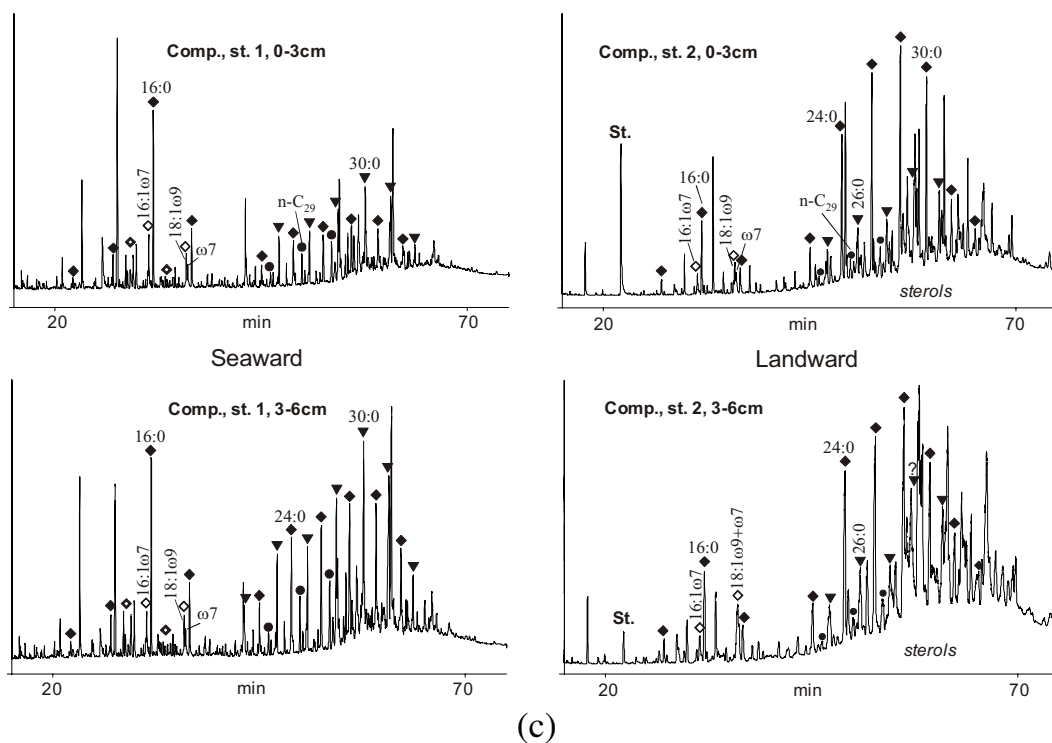 Comp., st. 1, 0-3cm
16:0
16:1ω7
18:1ω9
ω7
n-C29
30:0
20
min
70
Comp., st. 2, 0-3cm
St.
16:1ω7
16:0
18:1ω9
ω7
24:0
n-C29
26:0
30:0
sterols
20
min
70
Seaward
Landward
Comp., st. 1, 3-6cm
16:0
16:1ω7
18:1ω9
ω7
24:0
30:0
20
min
70
Comp., st. 2, 3-6cm
St.
16:1ω7
16:0
18:1ω9+ω7
24:0
26:0
?
sterols
20
min
70
(c)